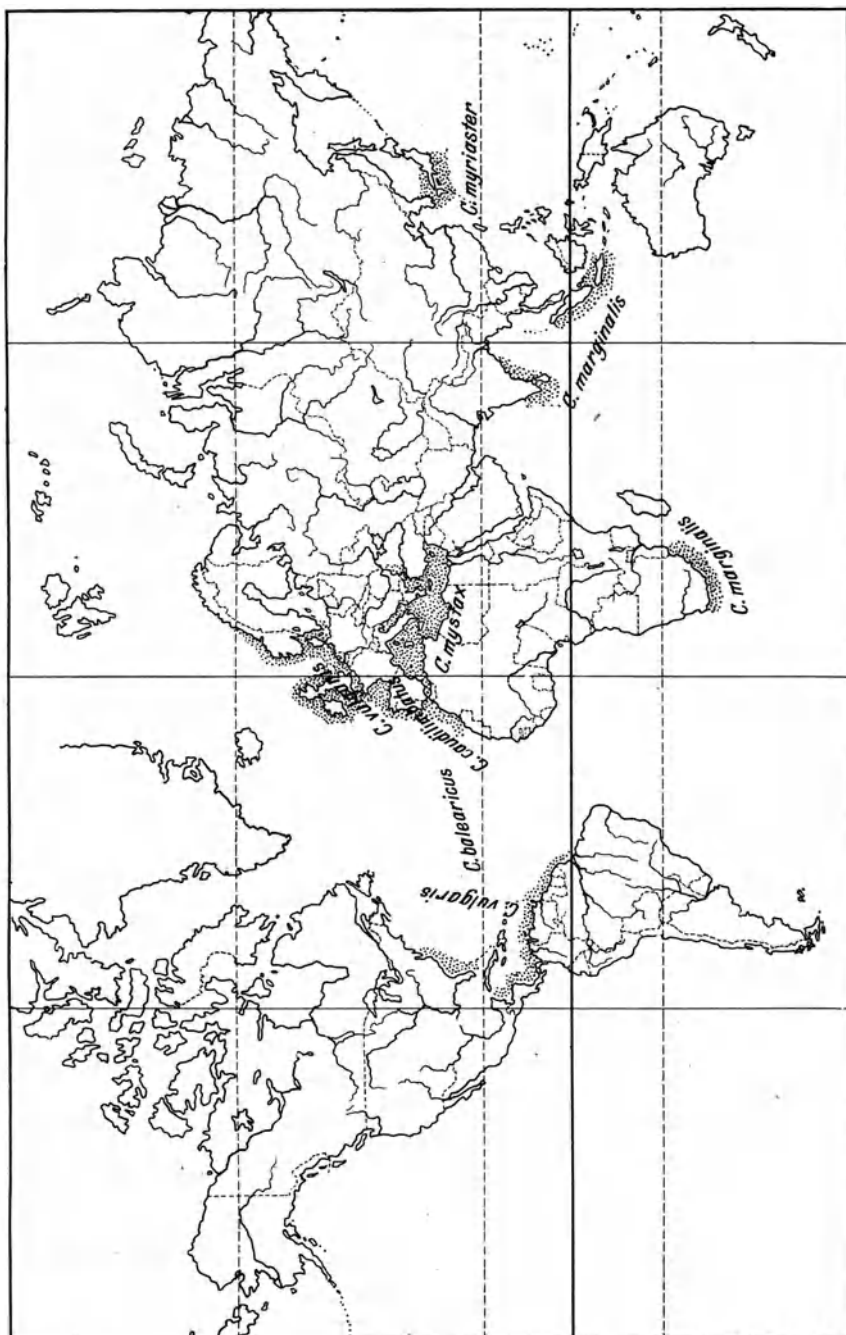 C. myriaster
C. marginalis
C. marginalis
C. mystax
C. vulgaris
C. caudilimbatus
C. balearicus
C. vulgaris